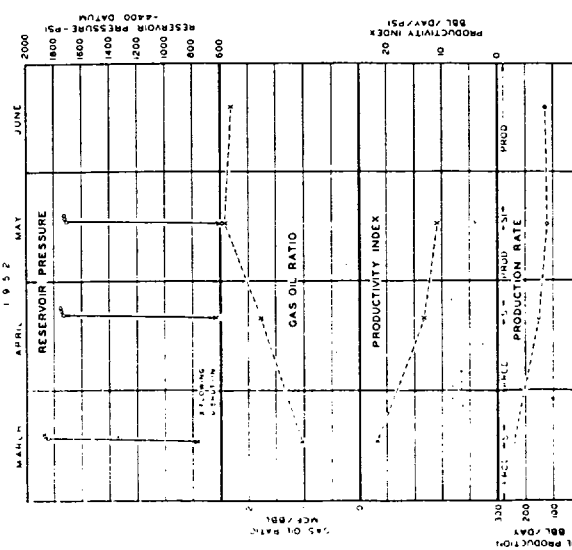 1952
MARCH APRIL MAY JUNE
RESERVOIR PRESSURE-PSI
-4400 DATUM
2000
1800
1600
1400
1200
1000
800
600
RESERVOIR PRESSURE
X-FLOWING
GAS OIL RATIO
MCF/BBL
2
0
GAS OIL RATIO
PRODUCTIVITY INDEX
BBL/DAY/PSI
20
10
0
PRODUCTIVITY INDEX
PROD
PROD
PRODUCTION RATE
L PRODUCTION
BBL/DAY
300
200
100